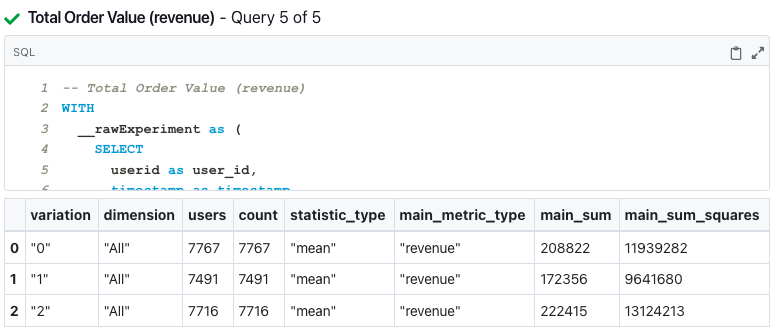 Total Order Value (revenue) - Query 5 of 5
SQL
1 -- Total Order Value (revenue)
2 WITH
3 __rawExperiment as (
4 SELECT
5 userid as user_id,
6 timestamp as timestamp
variation dimension users count statistic_type main_metric_type main_sum main_sum_squares
0 "0" "All" 7767 7767 "mean" "revenue" 208822 11939282
1 "1" "All" 7491 7491 "mean" "revenue" 172356 9641680
2 "2" "All" 7716 7716 "mean" "revenue" 222415 13124213